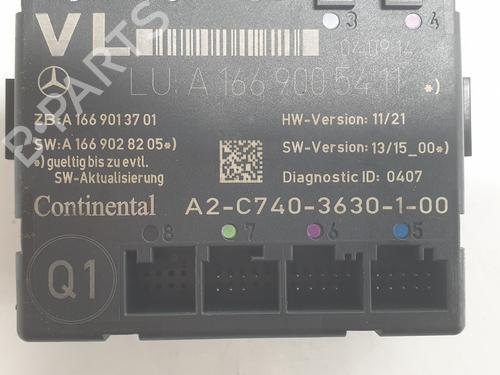 3 4
VL 04.09.14
LU: A 166 900 54 11 *)
ZB: A 166 901 37 01 HW-Version: 11/21
SW: A 166 902 82 05 *) SW-Version: 13/15_00 *)
*) gueltig bis zu evtl.
SW-Aktualisierung Diagnostic ID: 0407
Continental A2-C740-3630-1-00
8 7 6 5
Q1
B-PARTS